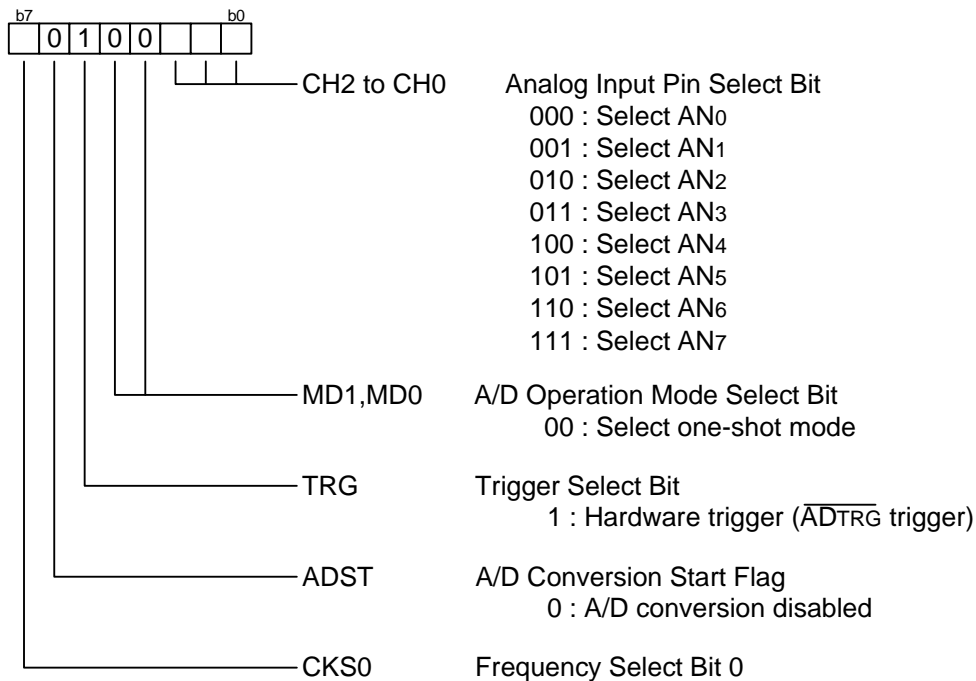 b7 b0
0 1 0 0
CH2 to CH0 Analog Input Pin Select Bit
000 : Select AN0
001 : Select AN1
010 : Select AN2
011 : Select AN3
100 : Select AN4
101 : Select AN5
110 : Select AN6
111 : Select AN7
MD1,MD0 A/D Operation Mode Select Bit
00 : Select one-shot mode
TRG Trigger Select Bit
1 : Hardware trigger (ADTRG trigger)
ADST A/D Conversion Start Flag
0 : A/D conversion disabled
CKS0 Frequency Select Bit 0